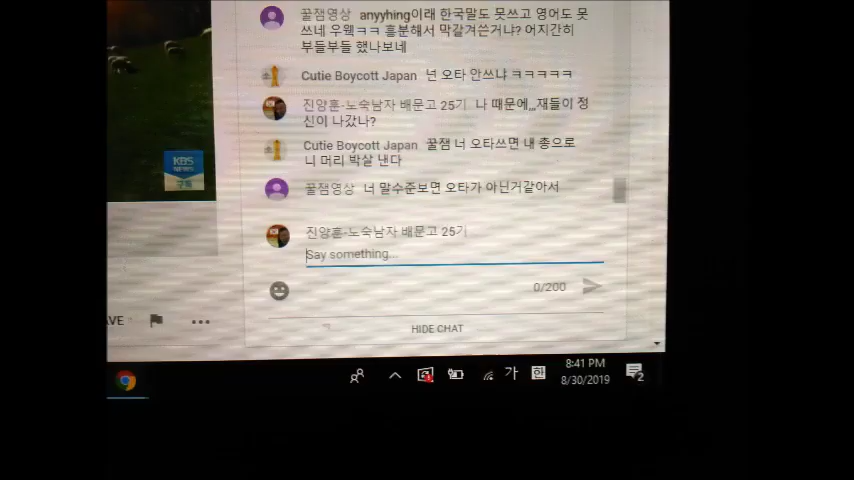 꿀잼영상 anyyhing이래 한국말도 못쓰고 영어도 못
쓰네 우웩ㅋㅋ 흥분해서 막갈겨쓴거냐? 어지간히
부들부들 했나보네
Cutie Boycott Japan 넌 오타 안쓰냐 ㅋㅋㅋㅋㅋ
진양훈-노숙남자 배문고 25기 나 때문에,,,재들이 정
신이 나갔나?
Cutie Boycott Japan 꿀잼 너 오타쓰면 내 총으로
니 머리 박살 낸다
꿀잼영상 너 말수준보면 오타가 아닌거같아서
KBS
NEWS
구독
진양훈-노숙남자 배문고 25기
Say something...
0/200
AVE
HIDE CHAT
가 한
8:41 PM
8/30/2019
2